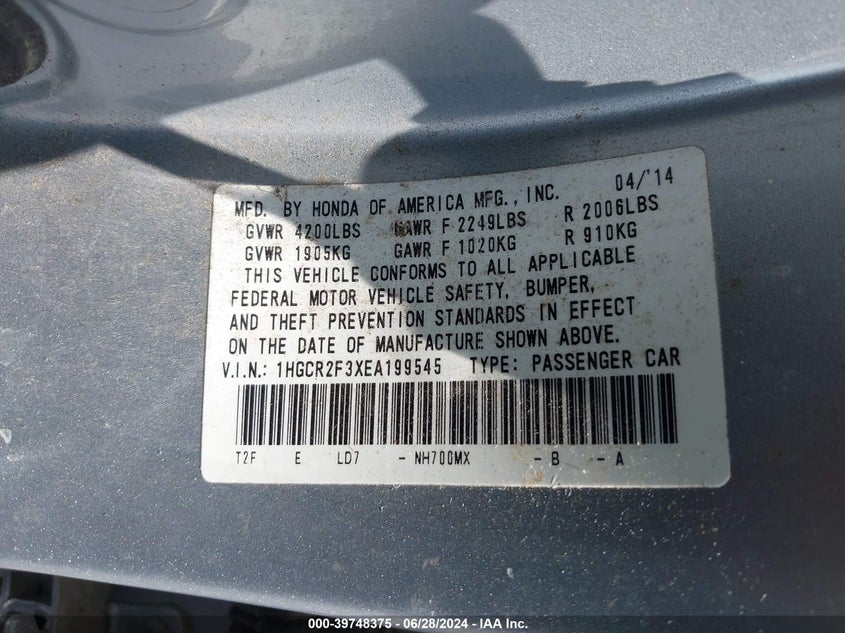 MFD. BY HONDA OF AMERICA MFG., INC. 04/'14
GVWR 4200LBS GAWR F 2249LBS R 2006LBS
GVWR 1905KG GAWR F 1020KG R 910KG
THIS VEHICLE CONFORMS TO ALL APPLICABLE
FEDERAL MOTOR VEHICLE SAFETY, BUMPER,
AND THEFT PREVENTION STANDARDS IN EFFECT
ON THE DATE OF MANUFACTURE SHOWN ABOVE.
V.I.N.: 1HGCR2F3XEA199545 TYPE: PASSENGER CAR
T2F E LD7 - NH700MX - B - A
000-39748375 - 06/28/2024 - IAA Inc.